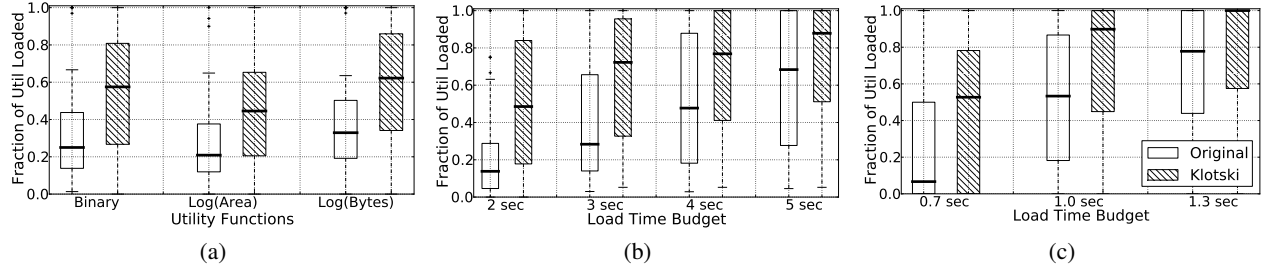 Fraction of Util Loaded
1.0
0.8
0.6
0.4
0.2
0.0
Binary Log(Area) Log(Bytes)
Utility Functions
(a)
Fraction of Util Loaded
1.0
0.8
0.6
0.4
0.2
0.0
2 sec 3 sec 4 sec 5 sec
Load Time Budget
(b)
Fraction of Util Loaded
1.0
0.8
0.6
0.4
0.2
0.0
Original
Klotski
0.7 sec 1.0 sec 1.3 sec
Load Time Budget
(c)